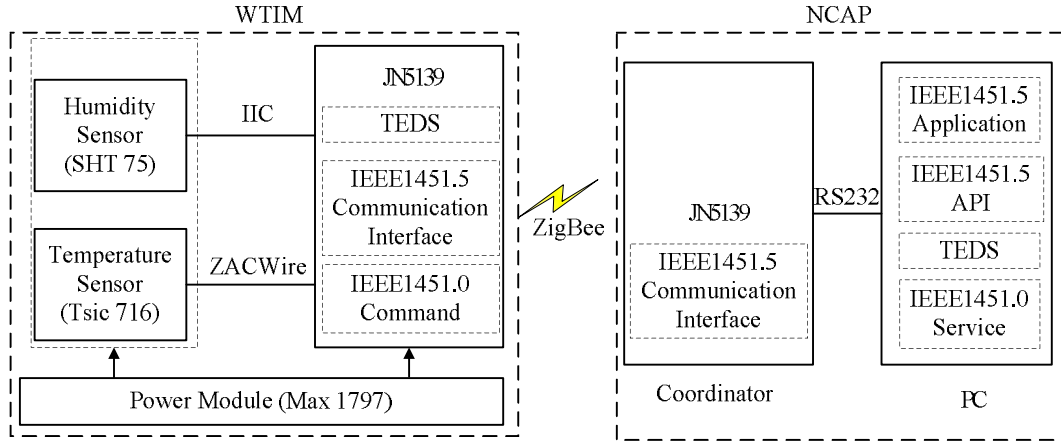 WTIM
Humidity
Sensor
(SHT 75)
IIC
Temperature
Sensor
(Tsic 716)
ZACWire
JN5139
TEDS
IEEE1451.5
Communication
Interface
IEEE1451.0
Command
Power Module (Max 1797)
ZigBee
NCAP
JN5139
IEEE1451.5
Communication
Interface
Coordinator
RS232
IEEE1451.5
Application
IEEE1451.5
API
TEDS
IEEE1451.0
Service
PC